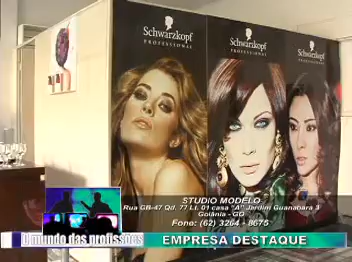 Schwarzkopf
PROFESSIONAL
Schwarzkopf
PROFESSIONAL
Schwarzkopf
PROFESSIONAL
STUDIO MODELO
Rua GB-47 Qd. 77 Lt. 01 casa "A" Jardim Guanabara 3
Goiânia - GO
Fone: (62) 3264 - 8675
O mundo das profissões
EMPRESA DESTAQUE